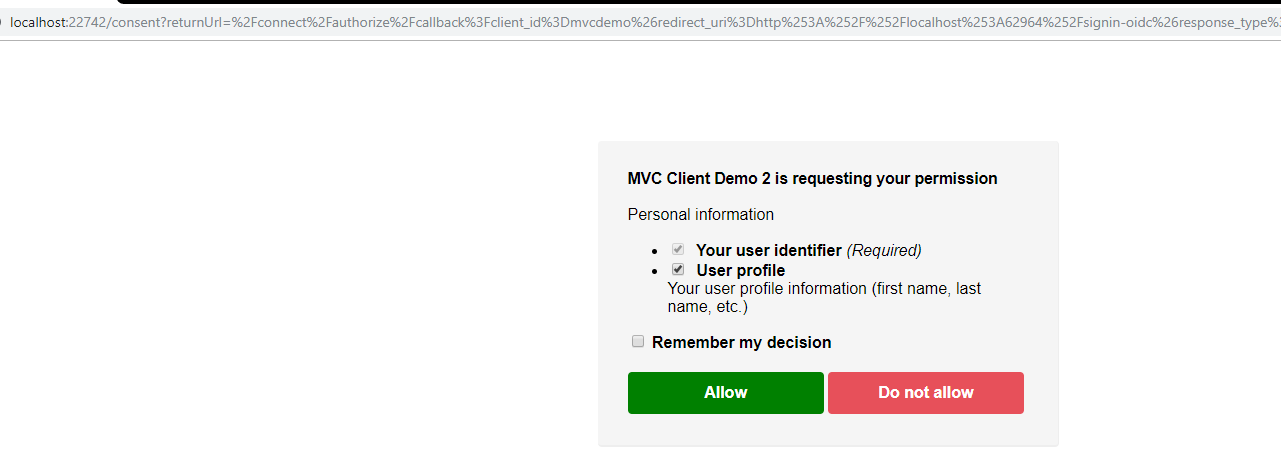 localhost:22742/consent?returnUrl=%2Fconnect%2Fauthorize%2Fcallback%3Fclient_id%3Dmvcdemo%26redirect_uri%3Dhttp%253A%252F%252Flocalhost%253A62964%252Fsignin-oidc%26response_type%3
MVC Client Demo 2 is requesting your permission
Personal information
Your user identifier (Required)
User profile
Your user profile information (first name, last
name, etc.)
Remember my decision
Allow
Do not allow